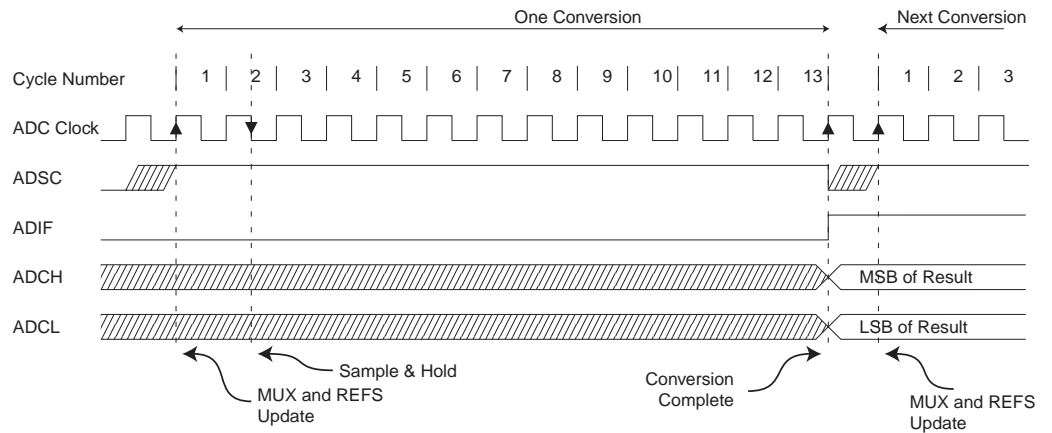 One Conversion
Next Conversion
Cycle Number 1 2 3 4 5 6 7 8 9 10 11 12 13 1 2 3
ADC Clock
ADSC
ADIF
ADCH MSB of Result
ADCL LSB of Result
Sample & Hold
MUX and REFS
Update
Conversion
Complete
MUX and REFS
Update